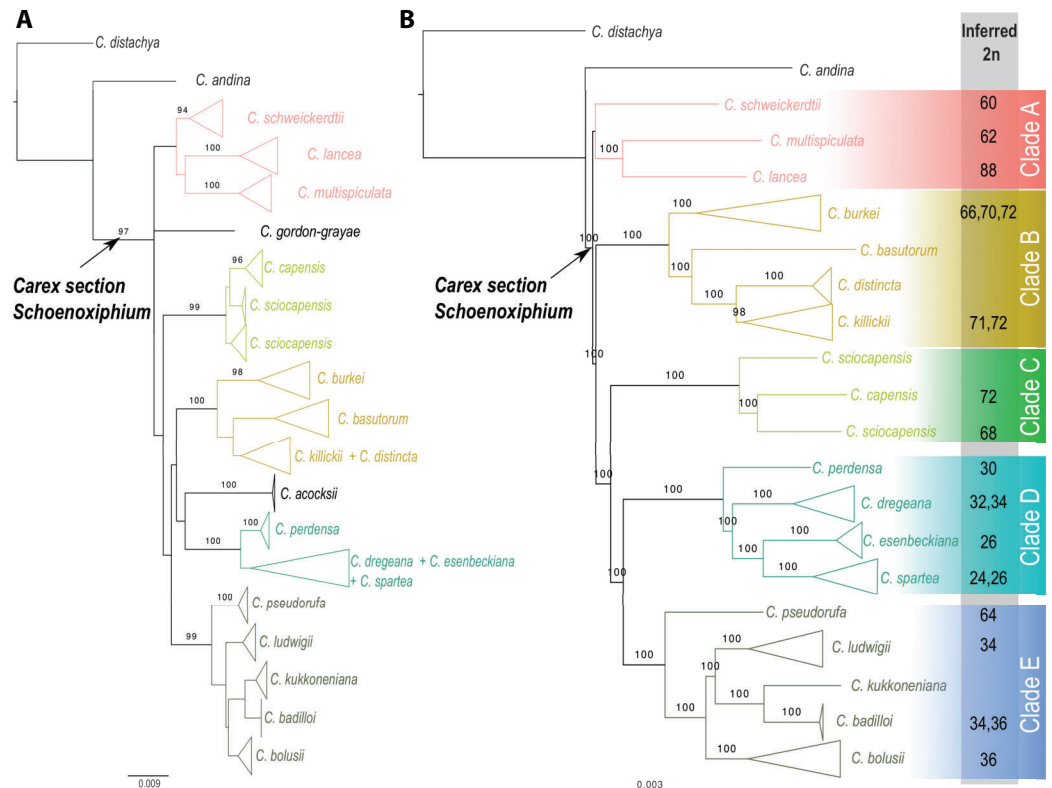 A
C. distachya
C. andina
94
C. schweickerdtii
100
C. lancea
100
C. multispiculata
C. gordon-grayae
97
Carex section
Schoenoxiphium
96
C. capensis
99
C. sciocapensis
C. sciocapensis
98
C. burkei
100
C. basutorum
C. killickii + C. distincta
100
C. acocksii
100
C. perdensa
100
C. dregeana + C. esenbeckiana
+ C. spartea
100
C. pseudorufa
99
C. ludwigii
C. kukkoneniana
C. badilloi
C. bolusii
0.009
B
C. distachya
Inferred
2n
C. andina
C. schweickerdtii
60
100
C. multispiculata
62
C. lancea
88
Clade A
100
C. burkei
66,70,72
100
100
Carex section
Schoenoxiphium
C. basutorum
100
100
C. distincta
100
98
C. killickii
71,72
Clade B
100
C. sciocapensis
100
C. capensis
72
100
C. sciocapensis
68
Clade C
100
C. perdensa
30
100
100
C. dregeana
32,34
100
100
C. esenbeckiana
26
100
100
C. spartea
24,26
Clade D
100
C. pseudorufa
64
100
100
C. ludwigii
34
100
C. kukkoneniana
100
100
C. badilloi
34,36
100
C. bolusii
36
Clade E
0.003